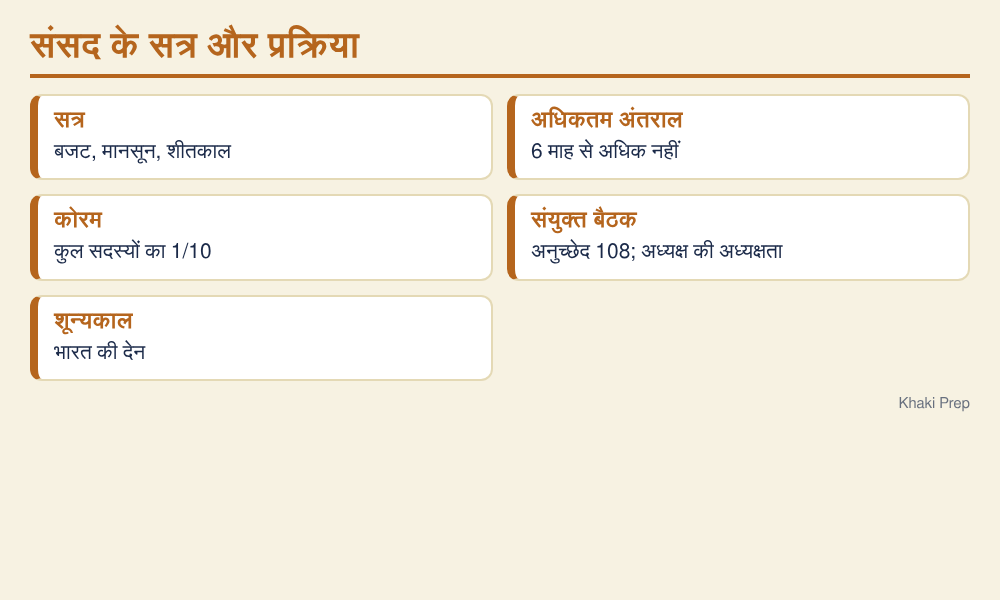 संसद के सत्र और प्रक्रिया
सत्र
बजट, मानसून, शीतकाल
अधिकतम अंतराल
6 माह से अधिक नहीं
कोरम
कुल सदस्यों का 1/10
संयुक्त बैठक
अनुच्छेद 108; अध्यक्ष की अध्यक्षता
शून्यकाल
भारत की देन
Khaki Prep